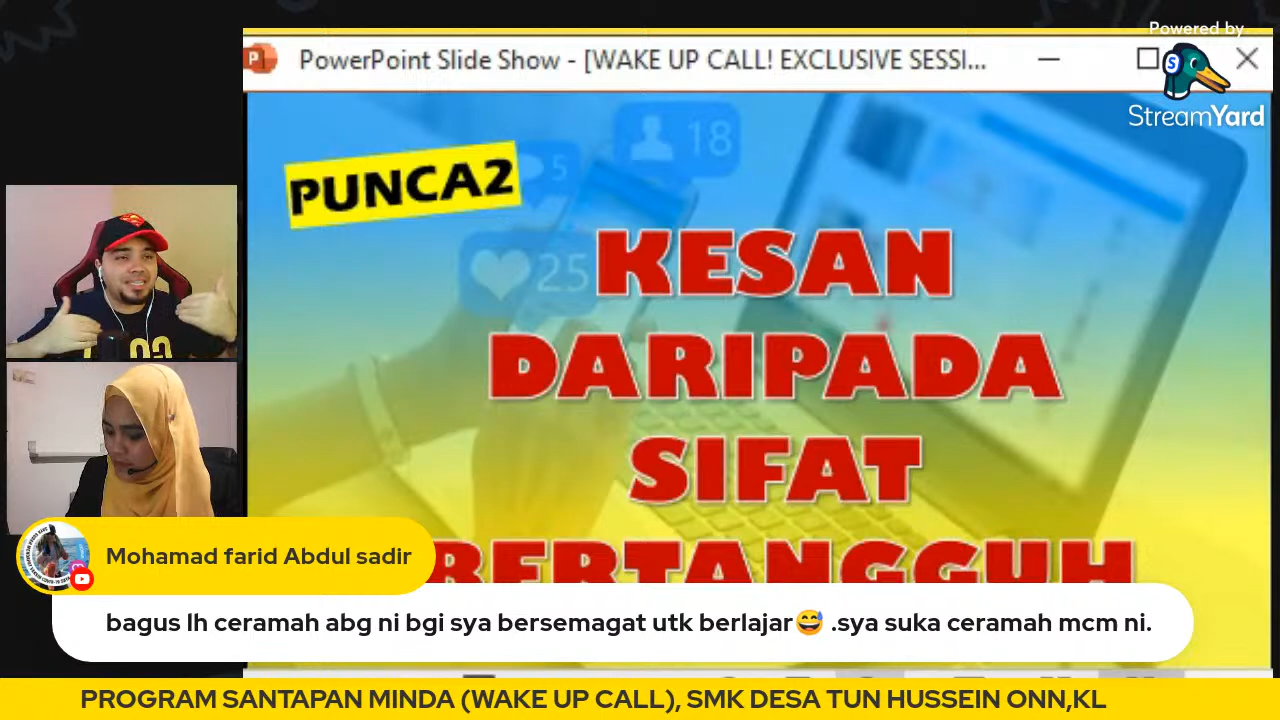 Powered by
StreamYard
PowerPoint Slide Show - [WAKE UP CALL! EXCLUSIVE SESSI...
PUNCA2
5
18
25
KESAN
DARIPADA
SIFAT
BERTANGGUH
Mohamad farid Abdul sadir
bagus lh ceramah abg ni bgi sya bersemagat utk berlajar😅 .sya suka ceramah mcm ni.
PROGRAM SANTAPAN MINDA (WAKE UP CALL), SMK DESA TUN HUSSEIN ONN,KL